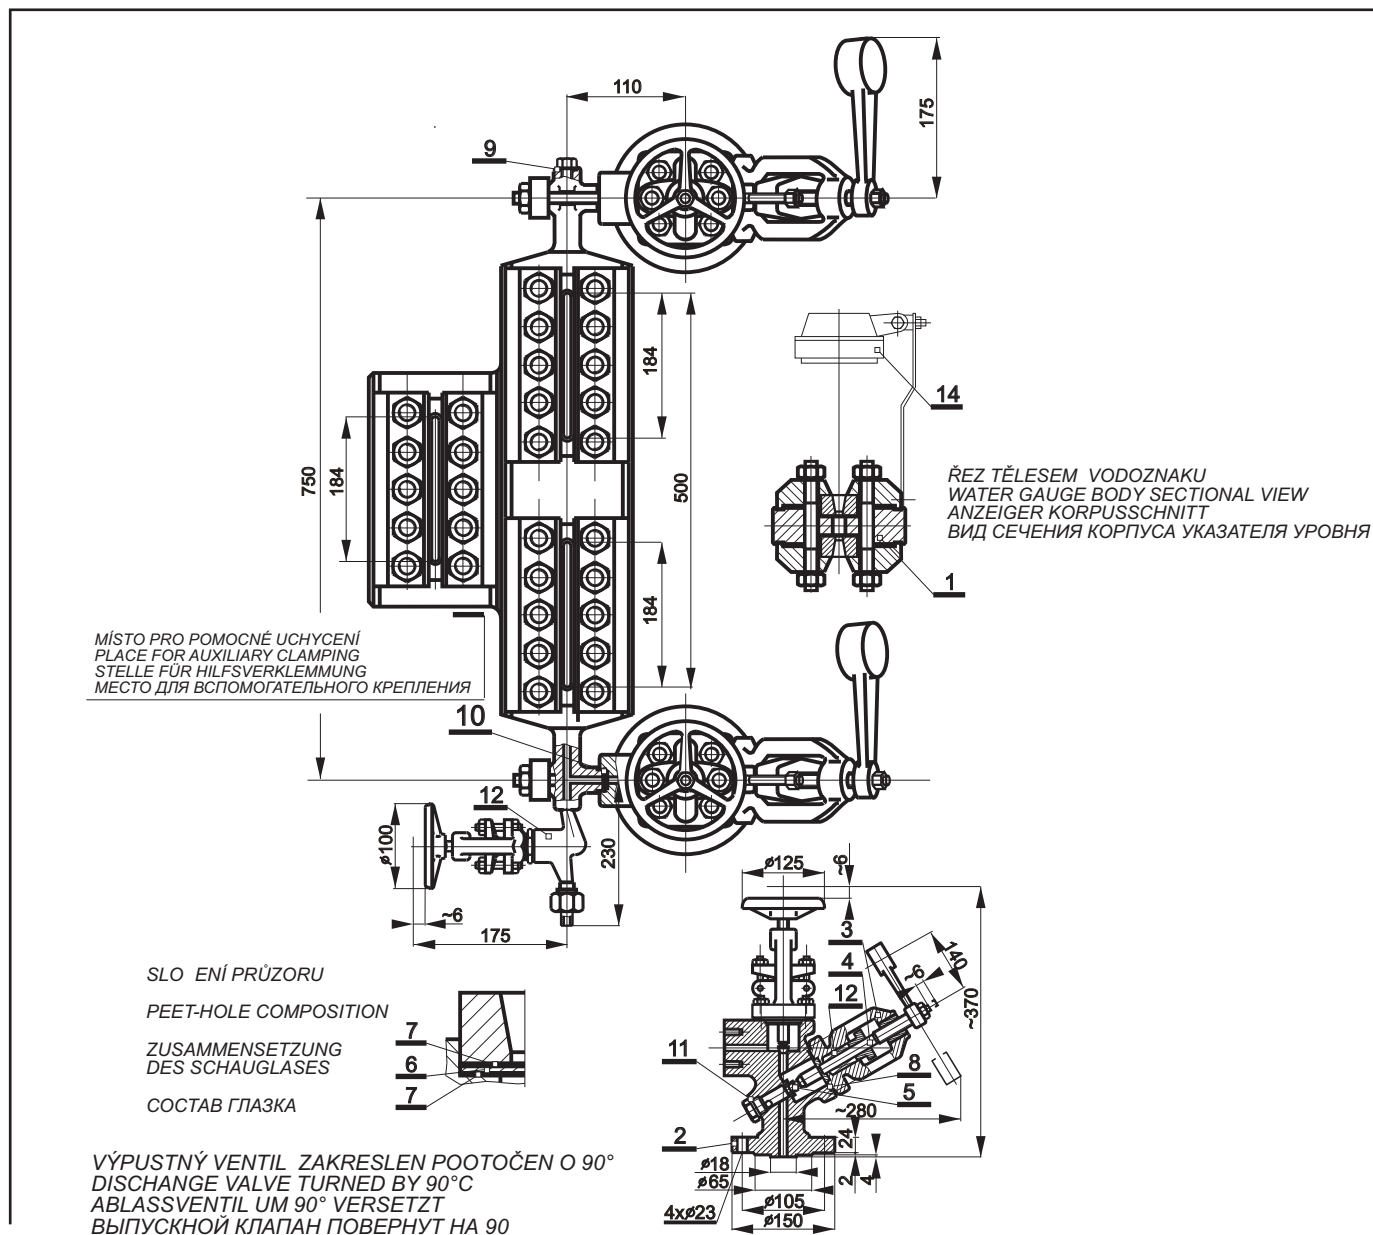 110
175
9
184
14
750
184
500
ŘEZ TĚLESEM VODOZNAKU
WATER GAUGE BODY SECTIONAL VIEW
ANZEIGER KORPUSSCHNITT
ВИД СЕЧЕНИЯ КОРПУСА УКАЗАТЕЛЯ УРОВНЯ
1
184
MÍSTO PRO POMOCNÉ UCHYCENÍ
PLACE FOR AUXILIARY CLAMPING
STELLE FÜR HILFSVERKLEMMUNG
МЕСТО ДЛЯ ВСПОМОГАТЕЛЬНОГО КРЕПЛЕНИЯ
10
12
ø100
230
~6
175
ø125
~6
3
4
12
~6
140
~370
11
8
5
~280
2
24
ø18
ø65
2
4
ø105
4xø23
ø150
SLO ENÍ PRŮZORU
PEET-HOLE COMPOSITION
ZUSAMMENSETZUNG
DES SCHAUGLASES
СОСТАВ ГЛАЗКА
7
6
7
VÝPUSTNÝ VENTIL ZAKRESLEN POOTOČEN O 90°
DISCHANGE VALVE TURNED BY 90°C
ABLASSVENTIL UM 90° VERSETZT
ВЫПУСКНОЙ КЛАПАН ПОВЕРНУТ НА 90